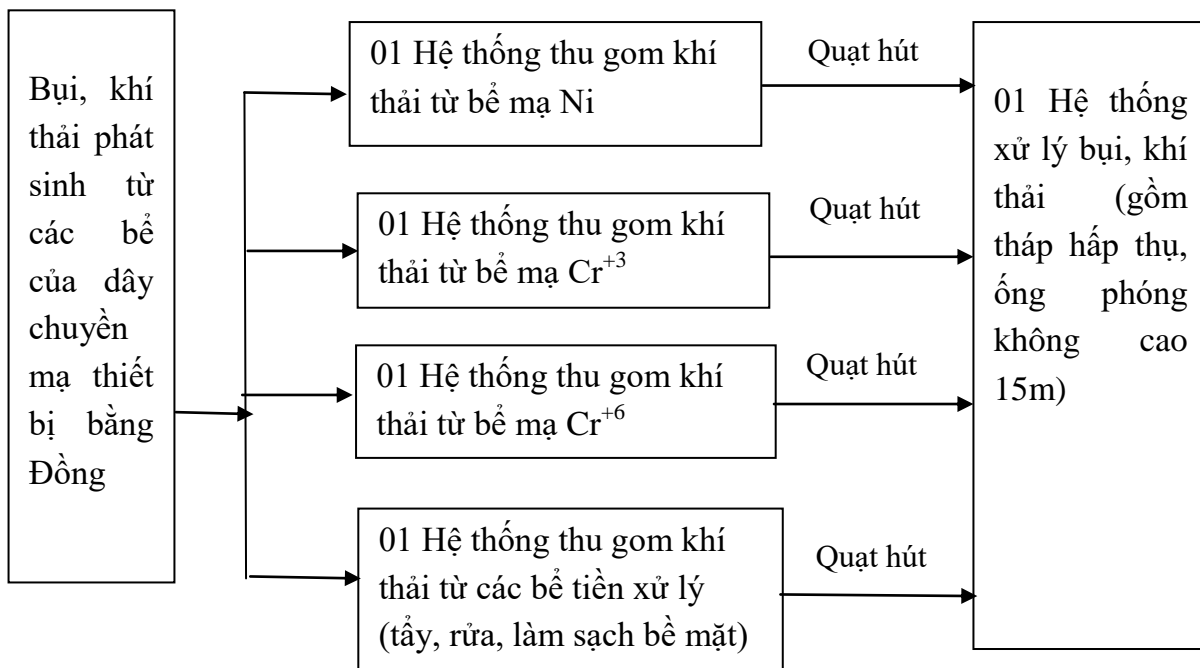 Bụi, khí
thải phát
sinh từ
các bể
của dây
chuyền
mạ thiết
bị bằng
Đồng
01 Hệ thống thu gom khí
thải từ bể mạ Ni
Quạt hút
01 Hệ thống thu gom khí
thải từ bể mạ Cr⁺³
Quạt hút
01 Hệ thống thu gom khí
thải từ bể mạ Cr⁺⁶
Quạt hút
01 Hệ thống thu gom khí
thải từ các bể tiền xử lý
(tẩy, rửa, làm sạch bề mặt)
Quạt hút
01 Hệ thống
xử lý bụi, khí
thải (gồm
tháp hấp thụ,
ống phóng
không cao
15m)